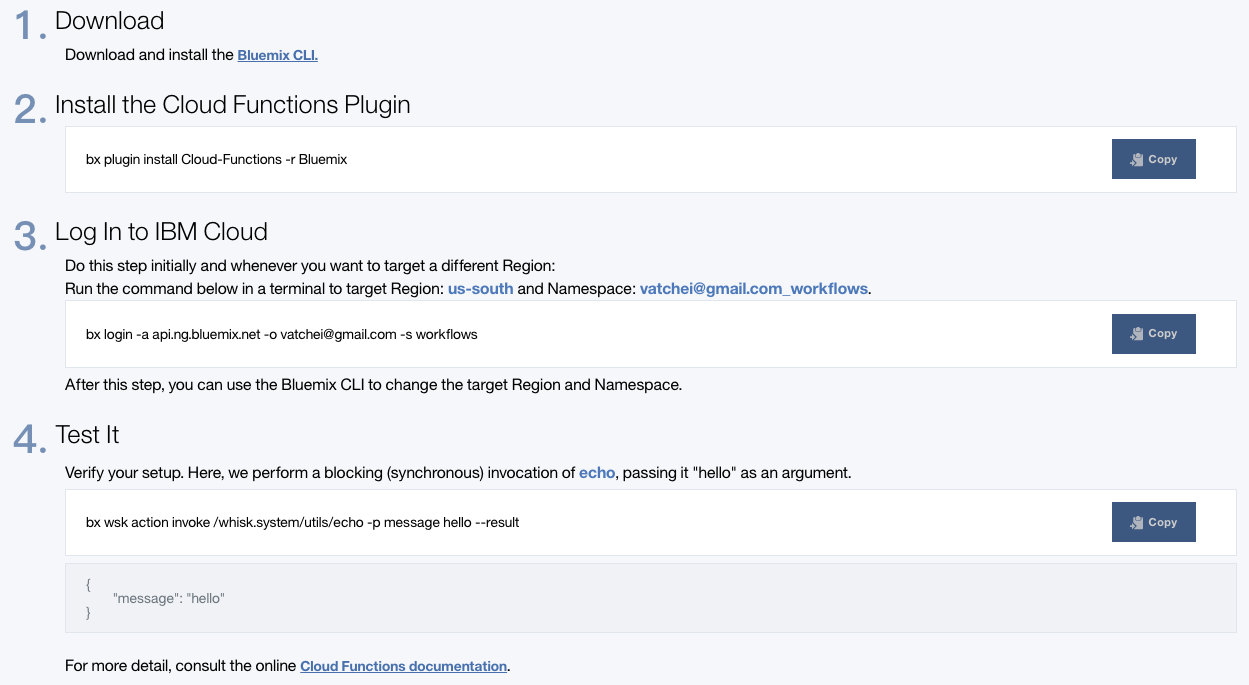 1. Download
Download and install the Bluemix CLI.
2. Install the Cloud Functions Plugin
bx plugin install Cloud-Functions -r Bluemix
Copy
3. Log In to IBM Cloud
Do this step initially and whenever you want to target a different Region:
Run the command below in a terminal to target Region: us-south and Namespace: vatchei@gmail.com_workflows.
bx login -a api.ng.bluemix.net -o vatchei@gmail.com -s workflows
Copy
After this step, you can use the Bluemix CLI to change the target Region and Namespace.
4. Test It
Verify your setup. Here, we perform a blocking (synchronous) invocation of echo, passing it "hello" as an argument.
bx wsk action invoke /whisk.system/utils/echo -p message hello --result
Copy
{
"message": "hello"
}
For more detail, consult the online Cloud Functions documentation.